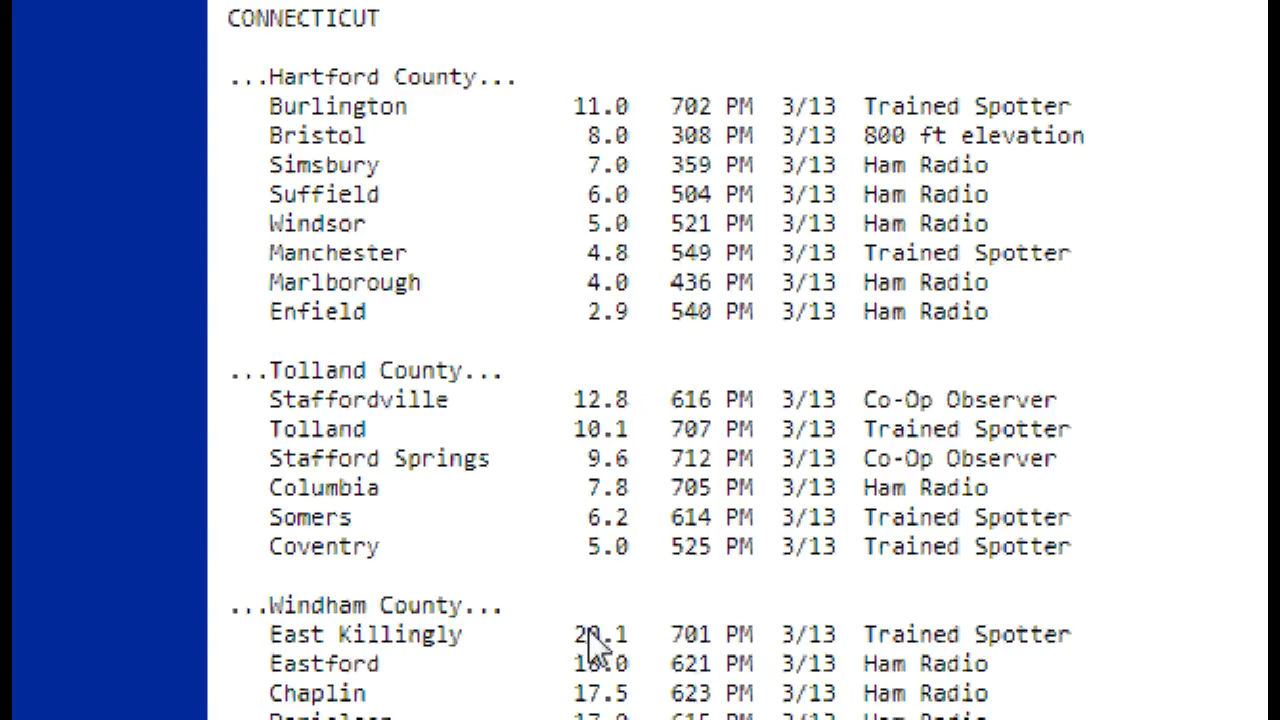 CONNECTICUT
...Hartford County...
Burlington 11.0 702 PM 3/13 Trained Spotter
Bristol 8.0 308 PM 3/13 800 ft elevation
Simsbury 7.0 359 PM 3/13 Ham Radio
Suffield 6.0 504 PM 3/13 Ham Radio
Windsor 5.0 521 PM 3/13 Ham Radio
Manchester 4.8 549 PM 3/13 Trained Spotter
Marlborough 4.0 436 PM 3/13 Ham Radio
Enfield 2.9 540 PM 3/13 Ham Radio
...Tolland County...
Staffordville 12.8 616 PM 3/13 Co-Op Observer
Tolland 10.1 707 PM 3/13 Trained Spotter
Stafford Springs 9.6 712 PM 3/13 Co-Op Observer
Columbia 7.8 705 PM 3/13 Ham Radio
Somers 6.2 614 PM 3/13 Trained Spotter
Coventry 5.0 525 PM 3/13 Trained Spotter
...Windham County...
East Killingly 701 PM 3/13 Trained Spotter
Eastford 621 PM 3/13 Ham Radio
Chaplin 17.5 623 PM 3/13 Ham Radio